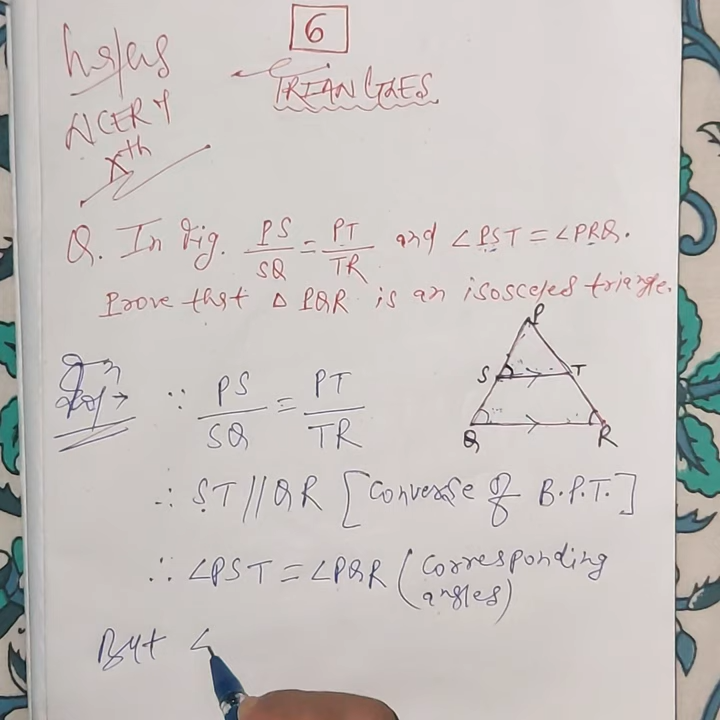 6
TRIANGLES
NCERT
Xth
Q. In Fig. PS/SQ = PT/TR and ∠PST = ∠PRQ.
Prove that △ PQR is an isosceles triangle.
P
S T
Q R
∵ PS/SQ = PT/TR
∴ ST // QR [Converse of B.P.T.]
∴ ∠PST = ∠PQR (Corresponding
angles)
But ∠